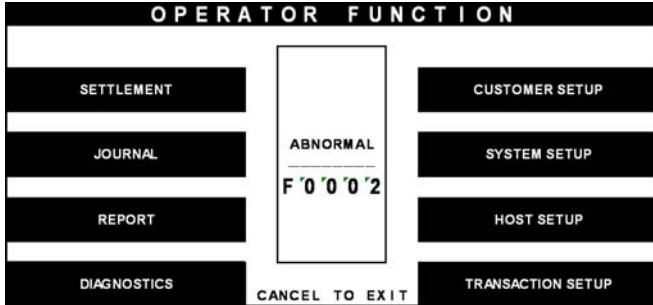 OPERATOR FUNCTION
SETTLEMENT
CUSTOMER SETUP
JOURNAL
ABNORMAL
SYSTEM SETUP
F0002
REPORT
HOST SETUP
DIAGNOSTICS
CANCEL TO EXIT
TRANSACTION SETUP